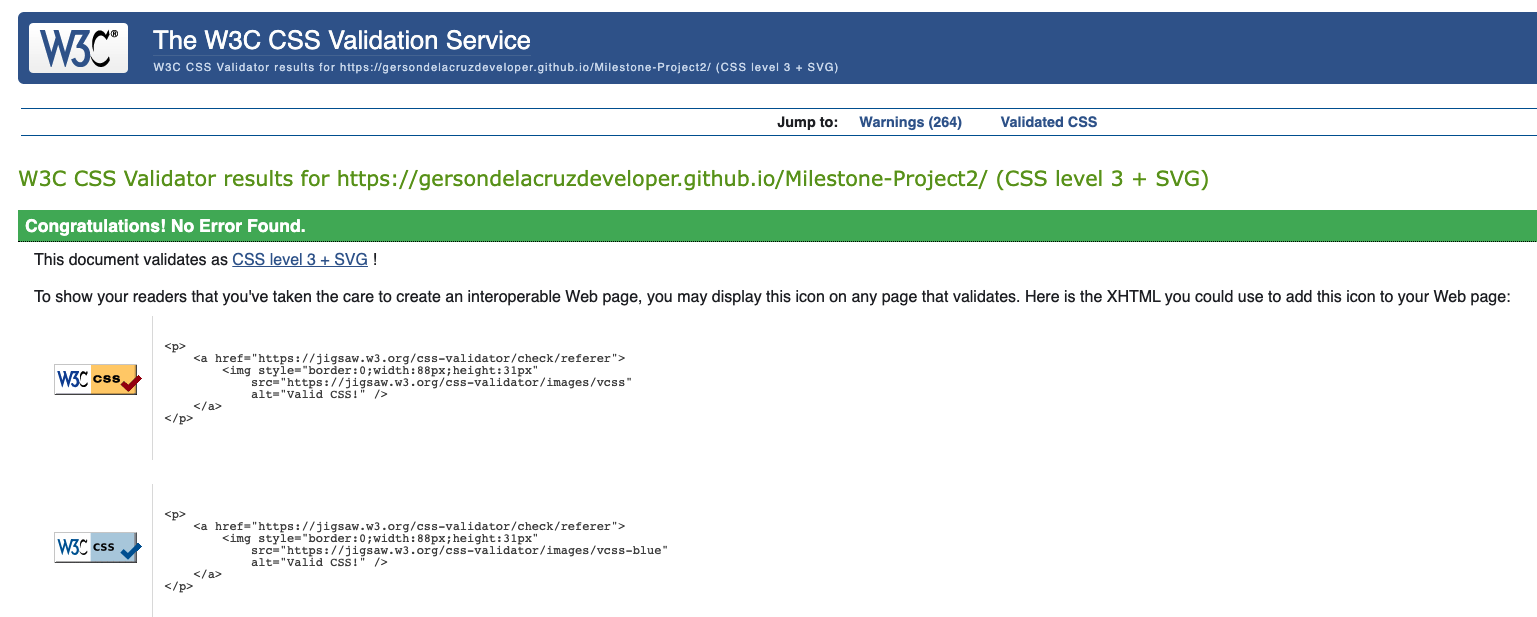 W3C®
The W3C CSS Validation Service
W3C CSS Validator results for https://gersondelacruzdeveloper.github.io/Milestone-Project2/ (CSS level 3 + SVG)
Jump to: Warnings (264) Validated CSS
W3C CSS Validator results for https://gersondelacruzdeveloper.github.io/Milestone-Project2/ (CSS level 3 + SVG)
Congratulations! No Error Found.
This document validates as CSS level 3 + SVG !
To show your readers that you've taken the care to create an interoperable Web page, you may display this icon on any page that validates. Here is the XHTML you could use to add this icon to your Web page:
W3C css
<p>
    <a href="https://jigsaw.w3.org/css-validator/check/referer">
        <img style="border:0;width:88px;height:31px"
            src="https://jigsaw.w3.org/css-validator/images/vcss"
            alt="Valid CSS!" />
    </a>
</p>
W3C css
<p>
    <a href="https://jigsaw.w3.org/css-validator/check/referer">
        <img style="border:0;width:88px;height:31px"
            src="https://jigsaw.w3.org/css-validator/images/vcss-blue"
            alt="Valid CSS!" />
    </a>
</p>